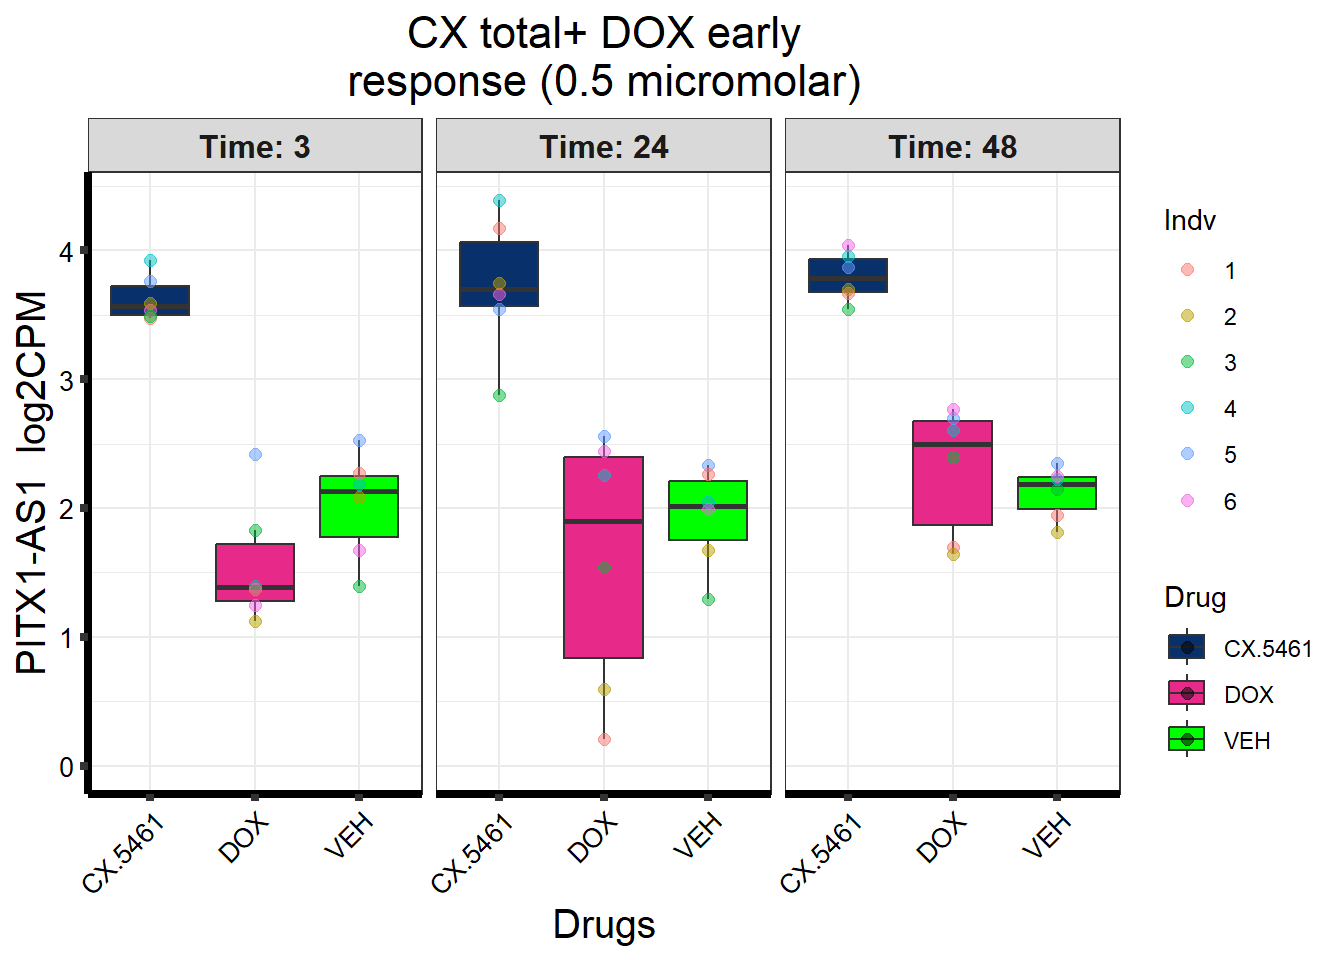 CX total+ DOX early
response (0.5 micromolar)
Time: 3
Time: 24
Time: 48
PITX1-AS1 log2CPM
4
3
2
1
0
CX.5461
DOX
VEH
CX.5461
DOX
VEH
CX.5461
DOX
VEH
Drugs
Indv
1
2
3
4
5
6
Drug
CX.5461
DOX
VEH